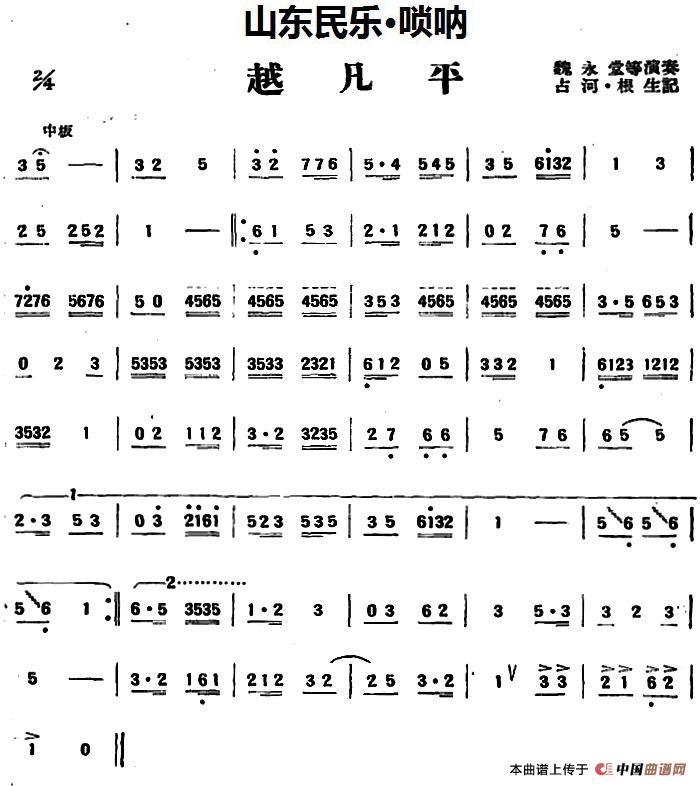 山东民乐·唢呐
2/4 越凡平 魏永堂等演奏
古河·根生記
中板
3 5 — | 3 2 5 | 3 2 776 | 5·4 545 | 3 5 6132 | 1 3 |
2 5 252 | 1 — |: 6 1 5 3 | 2·1 212 | 0 2 7 6 | 5 — |
7276 5676 | 5 0 4565 | 4565 4565 | 353 4565 | 4565 4565 | 3·5 653 |
0 2 3 | 5353 5353 | 3533 2321 | 612 0 5 | 332 1 | 6123 1212 |
3532 1 | 0 2 112 | 3·2 3235 | 2 7 6 6 | 5 7 6 | 6 5 5 |
1
2·3 5 3 | 0 3 2161 | 523 535 | 3 5 6132 | 1 — | 5 6 5 6 |
2
5 6 1 :| 6·5 3535 | 1·2 3 | 0 3 6 2 | 3 5·3 | 3 2 3 |
5 — | 3·2 161 | 212 3 2 | 2 5 3·2 | 1 V > > 3 3 | > > 2 1 > 6 2 |
> 1 0 ||
本曲谱上传于 中国曲谱网